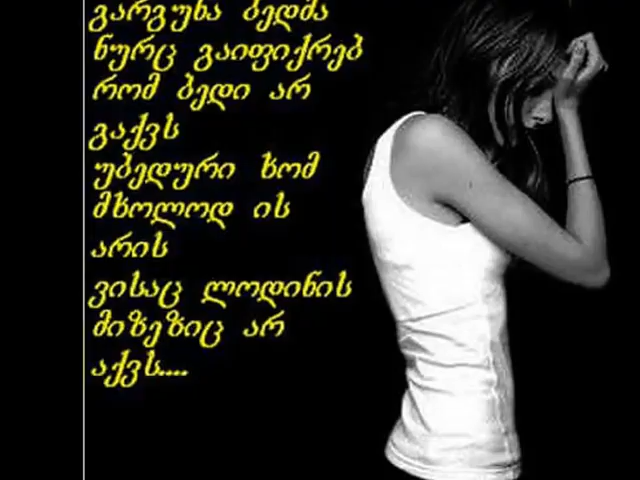 გარგუნა ბედმა
ნურც გაიფიქრებ
რომ ბედი არ
გაქვს
უბედური ხომ
მხოლოდ ის
არის
ვისაც ლოდინის
მიზეზიც არ
აქვს....